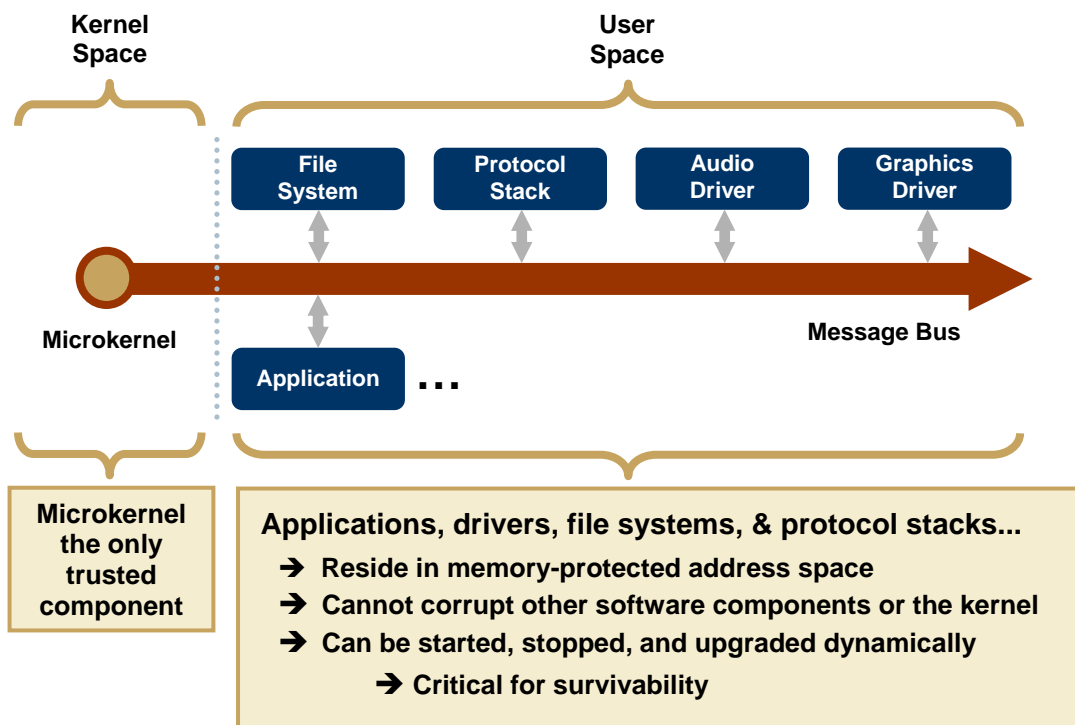 Kernel
Space
User
Space
File
System
Protocol
Stack
Audio
Driver
Graphics
Driver
Microkernel
Message Bus
Application
...
Microkernel
the only
trusted
component
Applications, drivers, file systems, & protocol stacks...
➔ Reside in memory-protected address space
➔ Cannot corrupt other software components or the kernel
➔ Can be started, stopped, and upgraded dynamically
➔ Critical for survivability